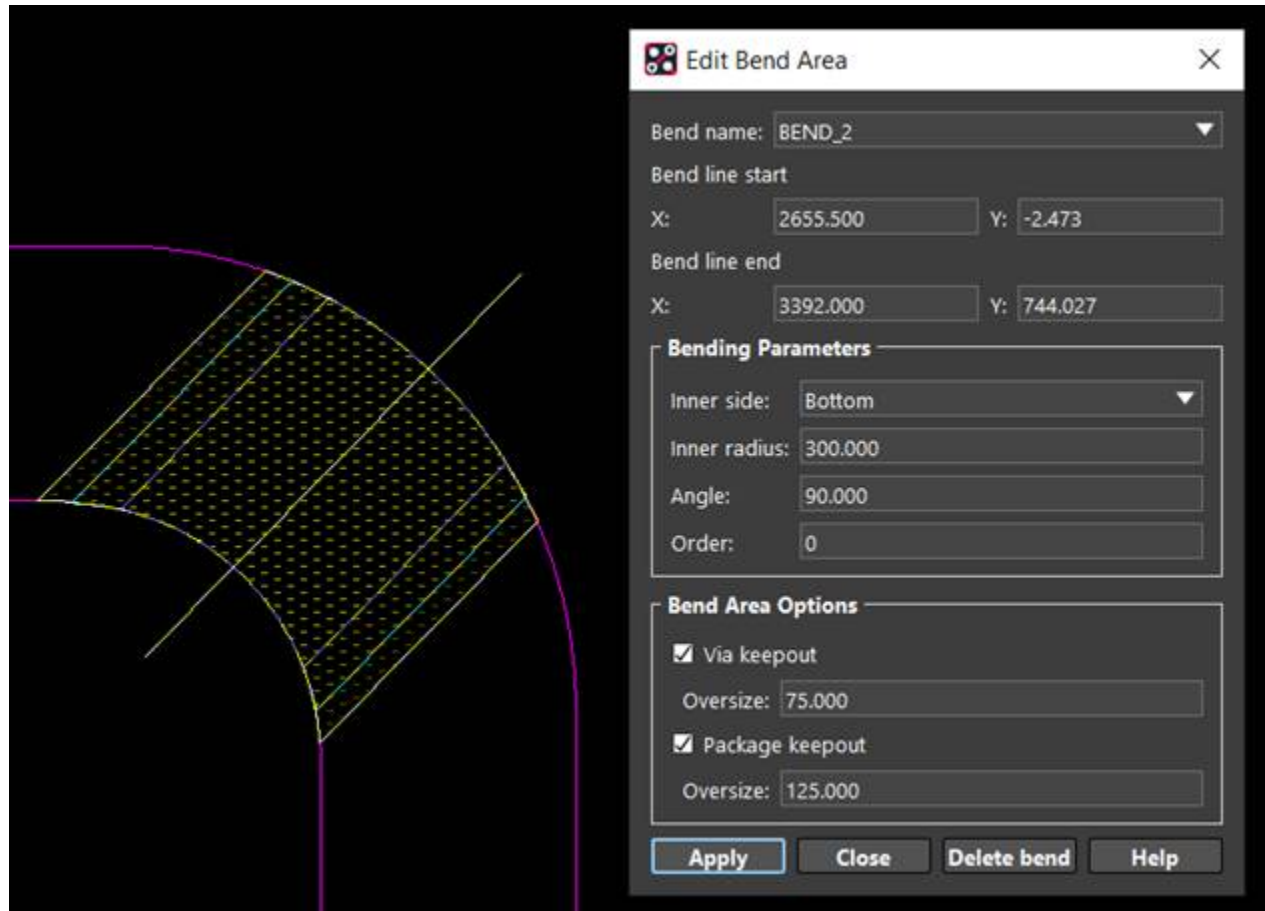 Edit Bend Area
Bend name: BEND_2
Bend line start
X: 2655.500 Y: -2.473
Bend line end
X: 3392.000 Y: 744.027
Bending Parameters
Inner side: Bottom
Inner radius: 300.000
Angle: 90.000
Order: 0
Bend Area Options
Via keepout
Oversize: 75.000
Package keepout
Oversize: 125.000
Apply Close Delete bend Help